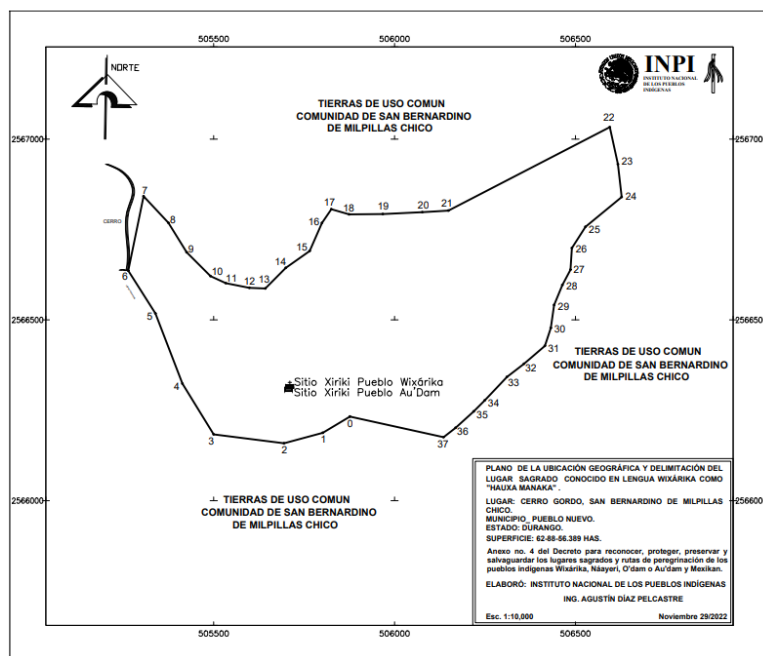 505500 506000 506500
NORTE
INPI
INSTITUTO NACIONAL
DE LOS PUEBLOS
INDÍGENAS
TIERRAS DE USO COMUN
COMUNIDAD DE SAN BERNARDINO
DE MILPILLAS CHICO
22
2567000 2567000
23
7
24
17
18 19 20 21
8
16
CERRO
25
9
15
26
14
10
11
12 13
27
6
28
29
5
30
31
TIERRAS DE USO COMUN
COMUNIDAD DE SAN BERNARDINO
DE MILPILLAS CHICO
2566500
32
33
4
Sitio Xiriki Pueblo Wixárika
Sitio Xiriki Pueblo Au'Dam
34
35
0
36
1
3
2
37
TIERRAS DE USO COMUN
COMUNIDAD DE SAN BERNARDINO
DE MILPILLAS CHICO
2566000 2566000
PLANO DE LA UBICACIÓN GEOGRÁFICA Y DELIMITACIÓN DEL
LUGAR SAGRADO CONOCIDO EN LENGUA WIXÁRIKA COMO
"HAUXA MANAKA" .
LUGAR: CERRO GORDO, SAN BERNARDINO DE MILPILLAS
CHICO.
MUNICIPIO_ PUEBLO NUEVO.
ESTADO: DURANGO.
SUPERFICIE: 62-88-56.389 HAS.
Anexo no. 4 del Decreto para reconocer, proteger, preservar y
salvaguardar los lugares sagrados y rutas de peregrinación de los
pueblos indígenas Wixárika, Náayeri, O'dam o Au'dam y Mexikan.
ELABORÓ: INSTITUTO NACIONAL DE LOS PUEBLOS INDÍGENAS
ING. AGUSTÍN DÍAZ PELCASTRE
Esc. 1:10,000 Noviembre 29/2022
505500 506000 506500